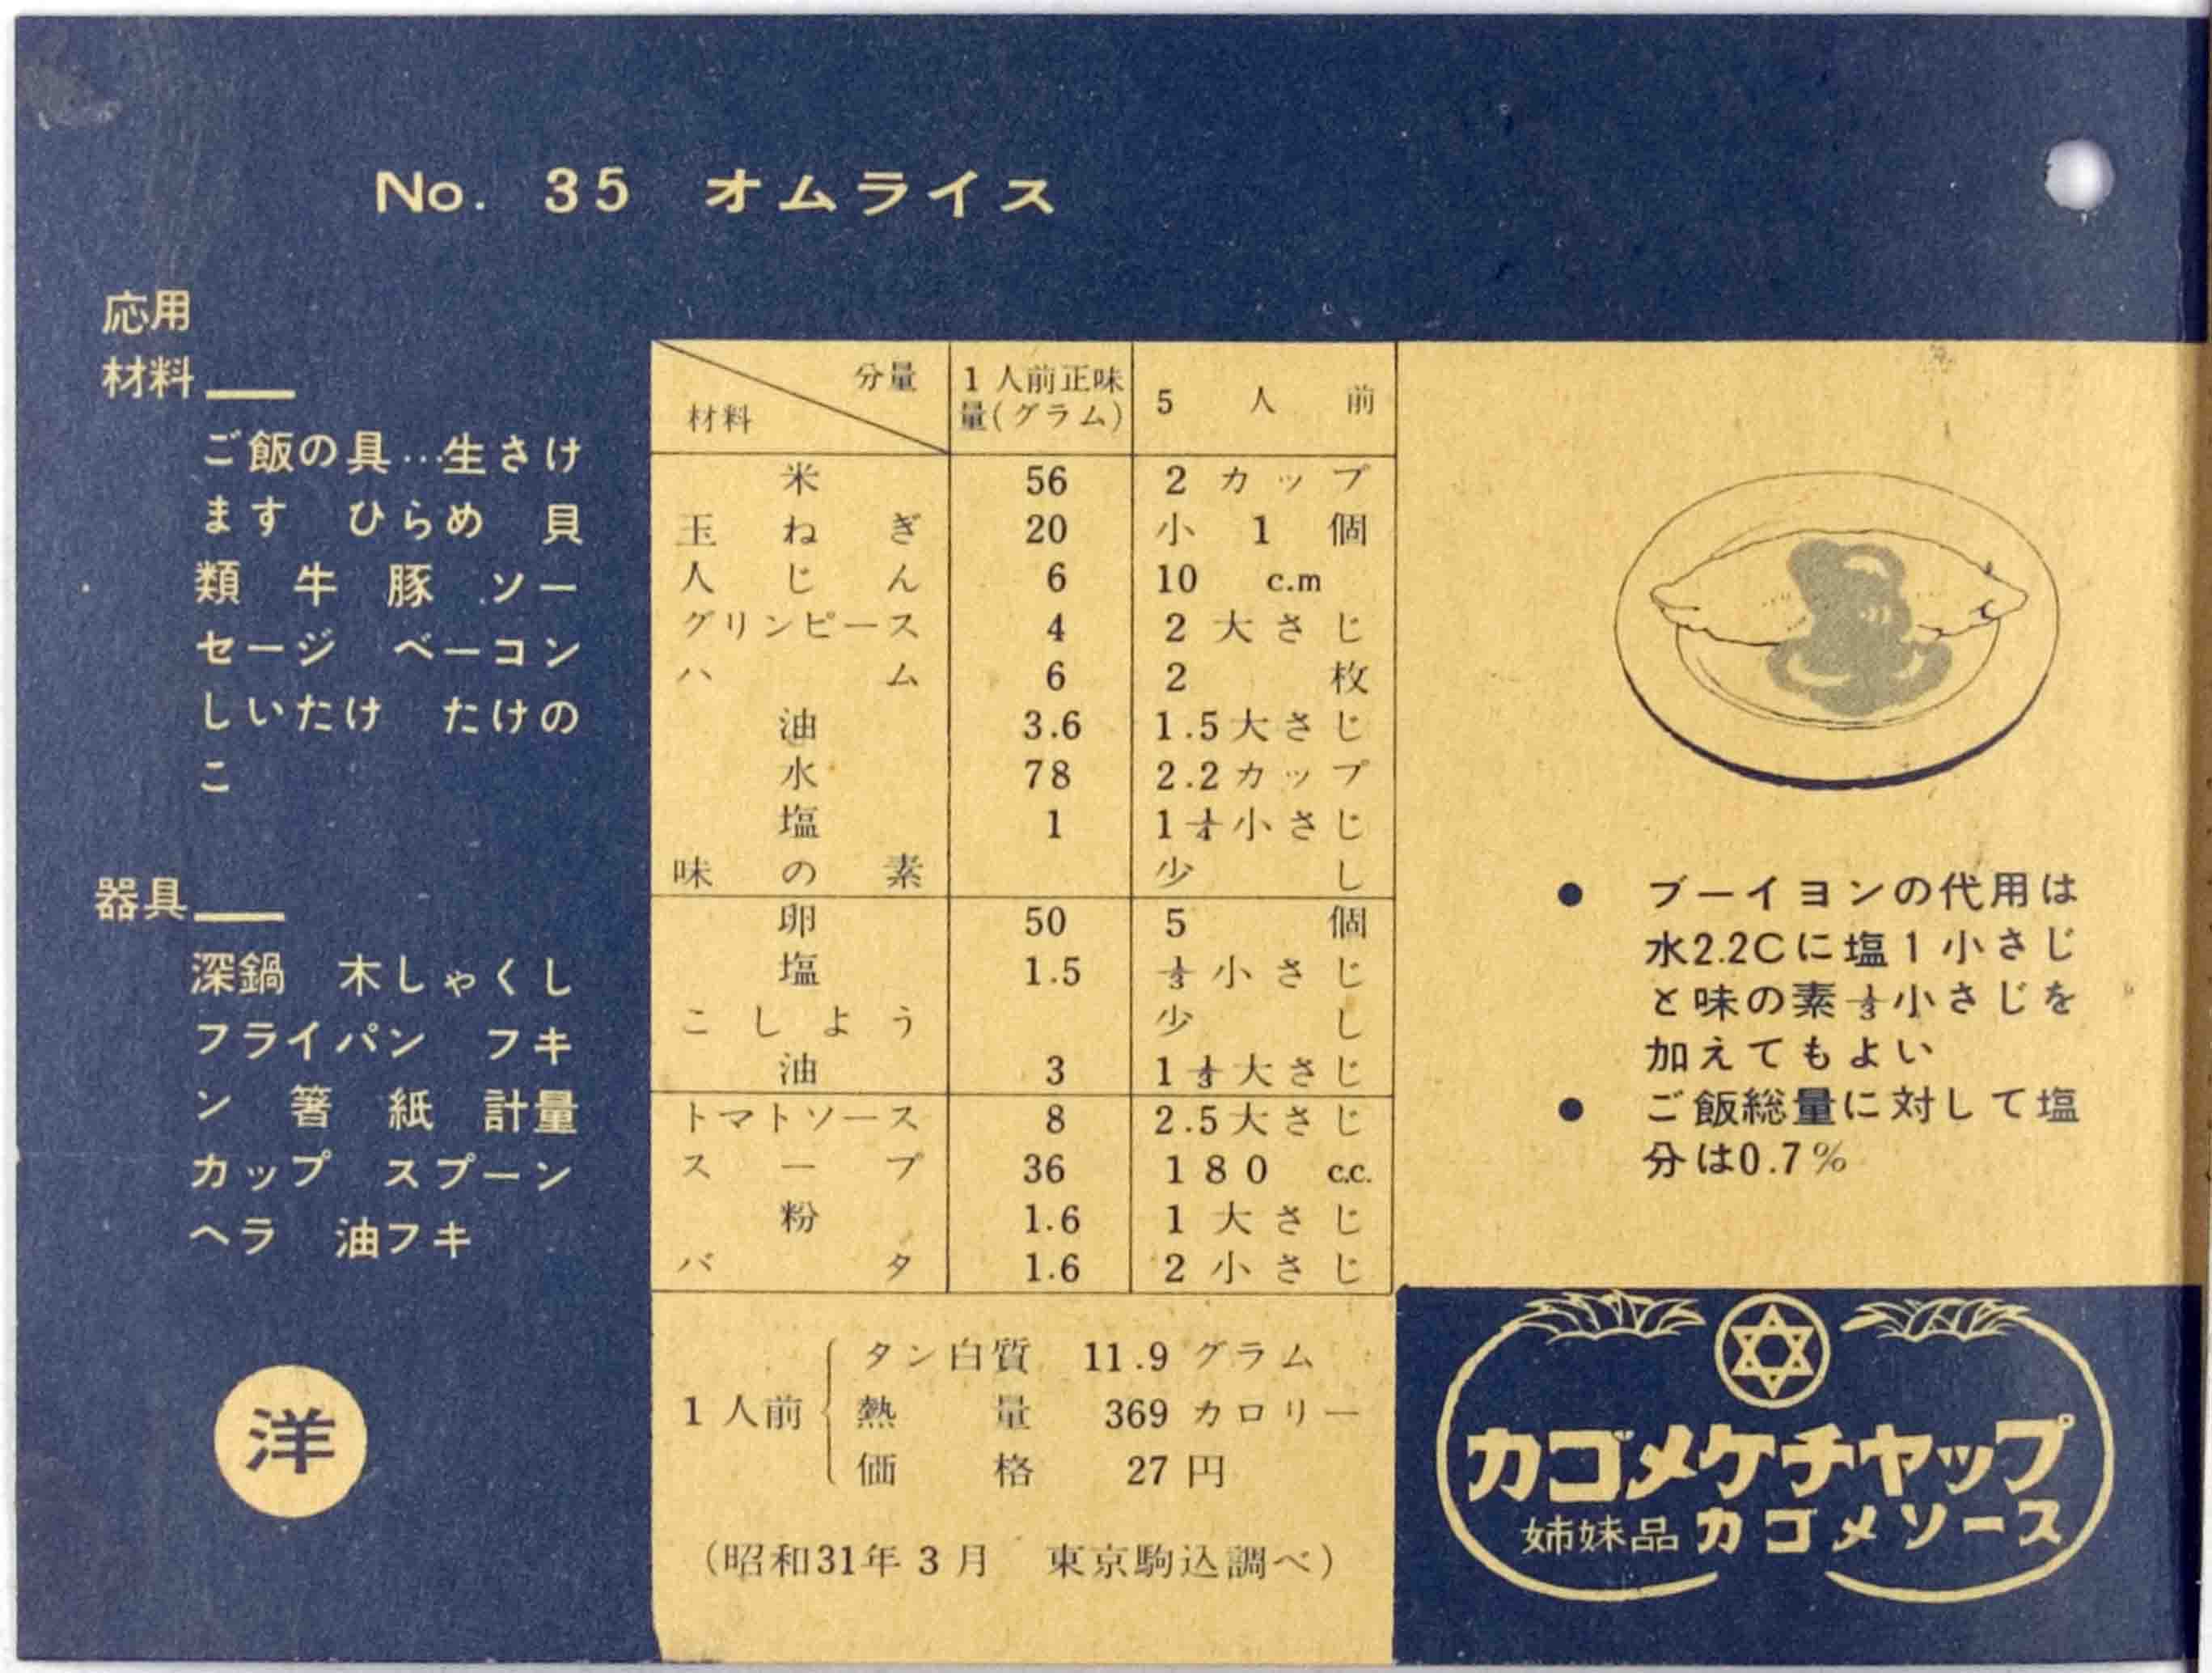 No. 35 オムライス
応用
材料
ご飯の具…生さけ
ます ひらめ 貝
類 牛 豚 ソー
セージ ベーコン
しいたけ たけの
こ
器具
深鍋 木しゃくし
フライパン フキ
ン 箸 紙 計量
カップ スプーン
ヘラ 油フキ
洋
材料 分量 1人前正味量(グラム) 5人前
米 56 2カップ
玉ねぎ 20 小1個
人じん 6 10 c.m
グリンピース 4 2大さじ
ハム 6 2枚
油 3.6 1.5大さじ
水 78 2.2カップ
塩 1 1¼小さじ
味の素 少し
卵 50 5個
塩 1.5 ⅓小さじ
こしよう 少し
油 3 1⅓大さじ
トマトソース 8 2.5大さじ
スープ 36 180 c.c.
粉 1.6 1大さじ
バタ 1.6 2小さじ
1人前
タン白質 11.9 グラム
熱量 369 カロリー
価格 27 円
(昭和31年3月 東京駒込調べ)
● ブーイヨンの代用は
水2.2Cに塩1小さじ
と味の素⅓小さじを
加えてもよい
● ご飯総量に対して塩
分は0.7%
カゴメケチヤップ
姉妹品カゴメソース